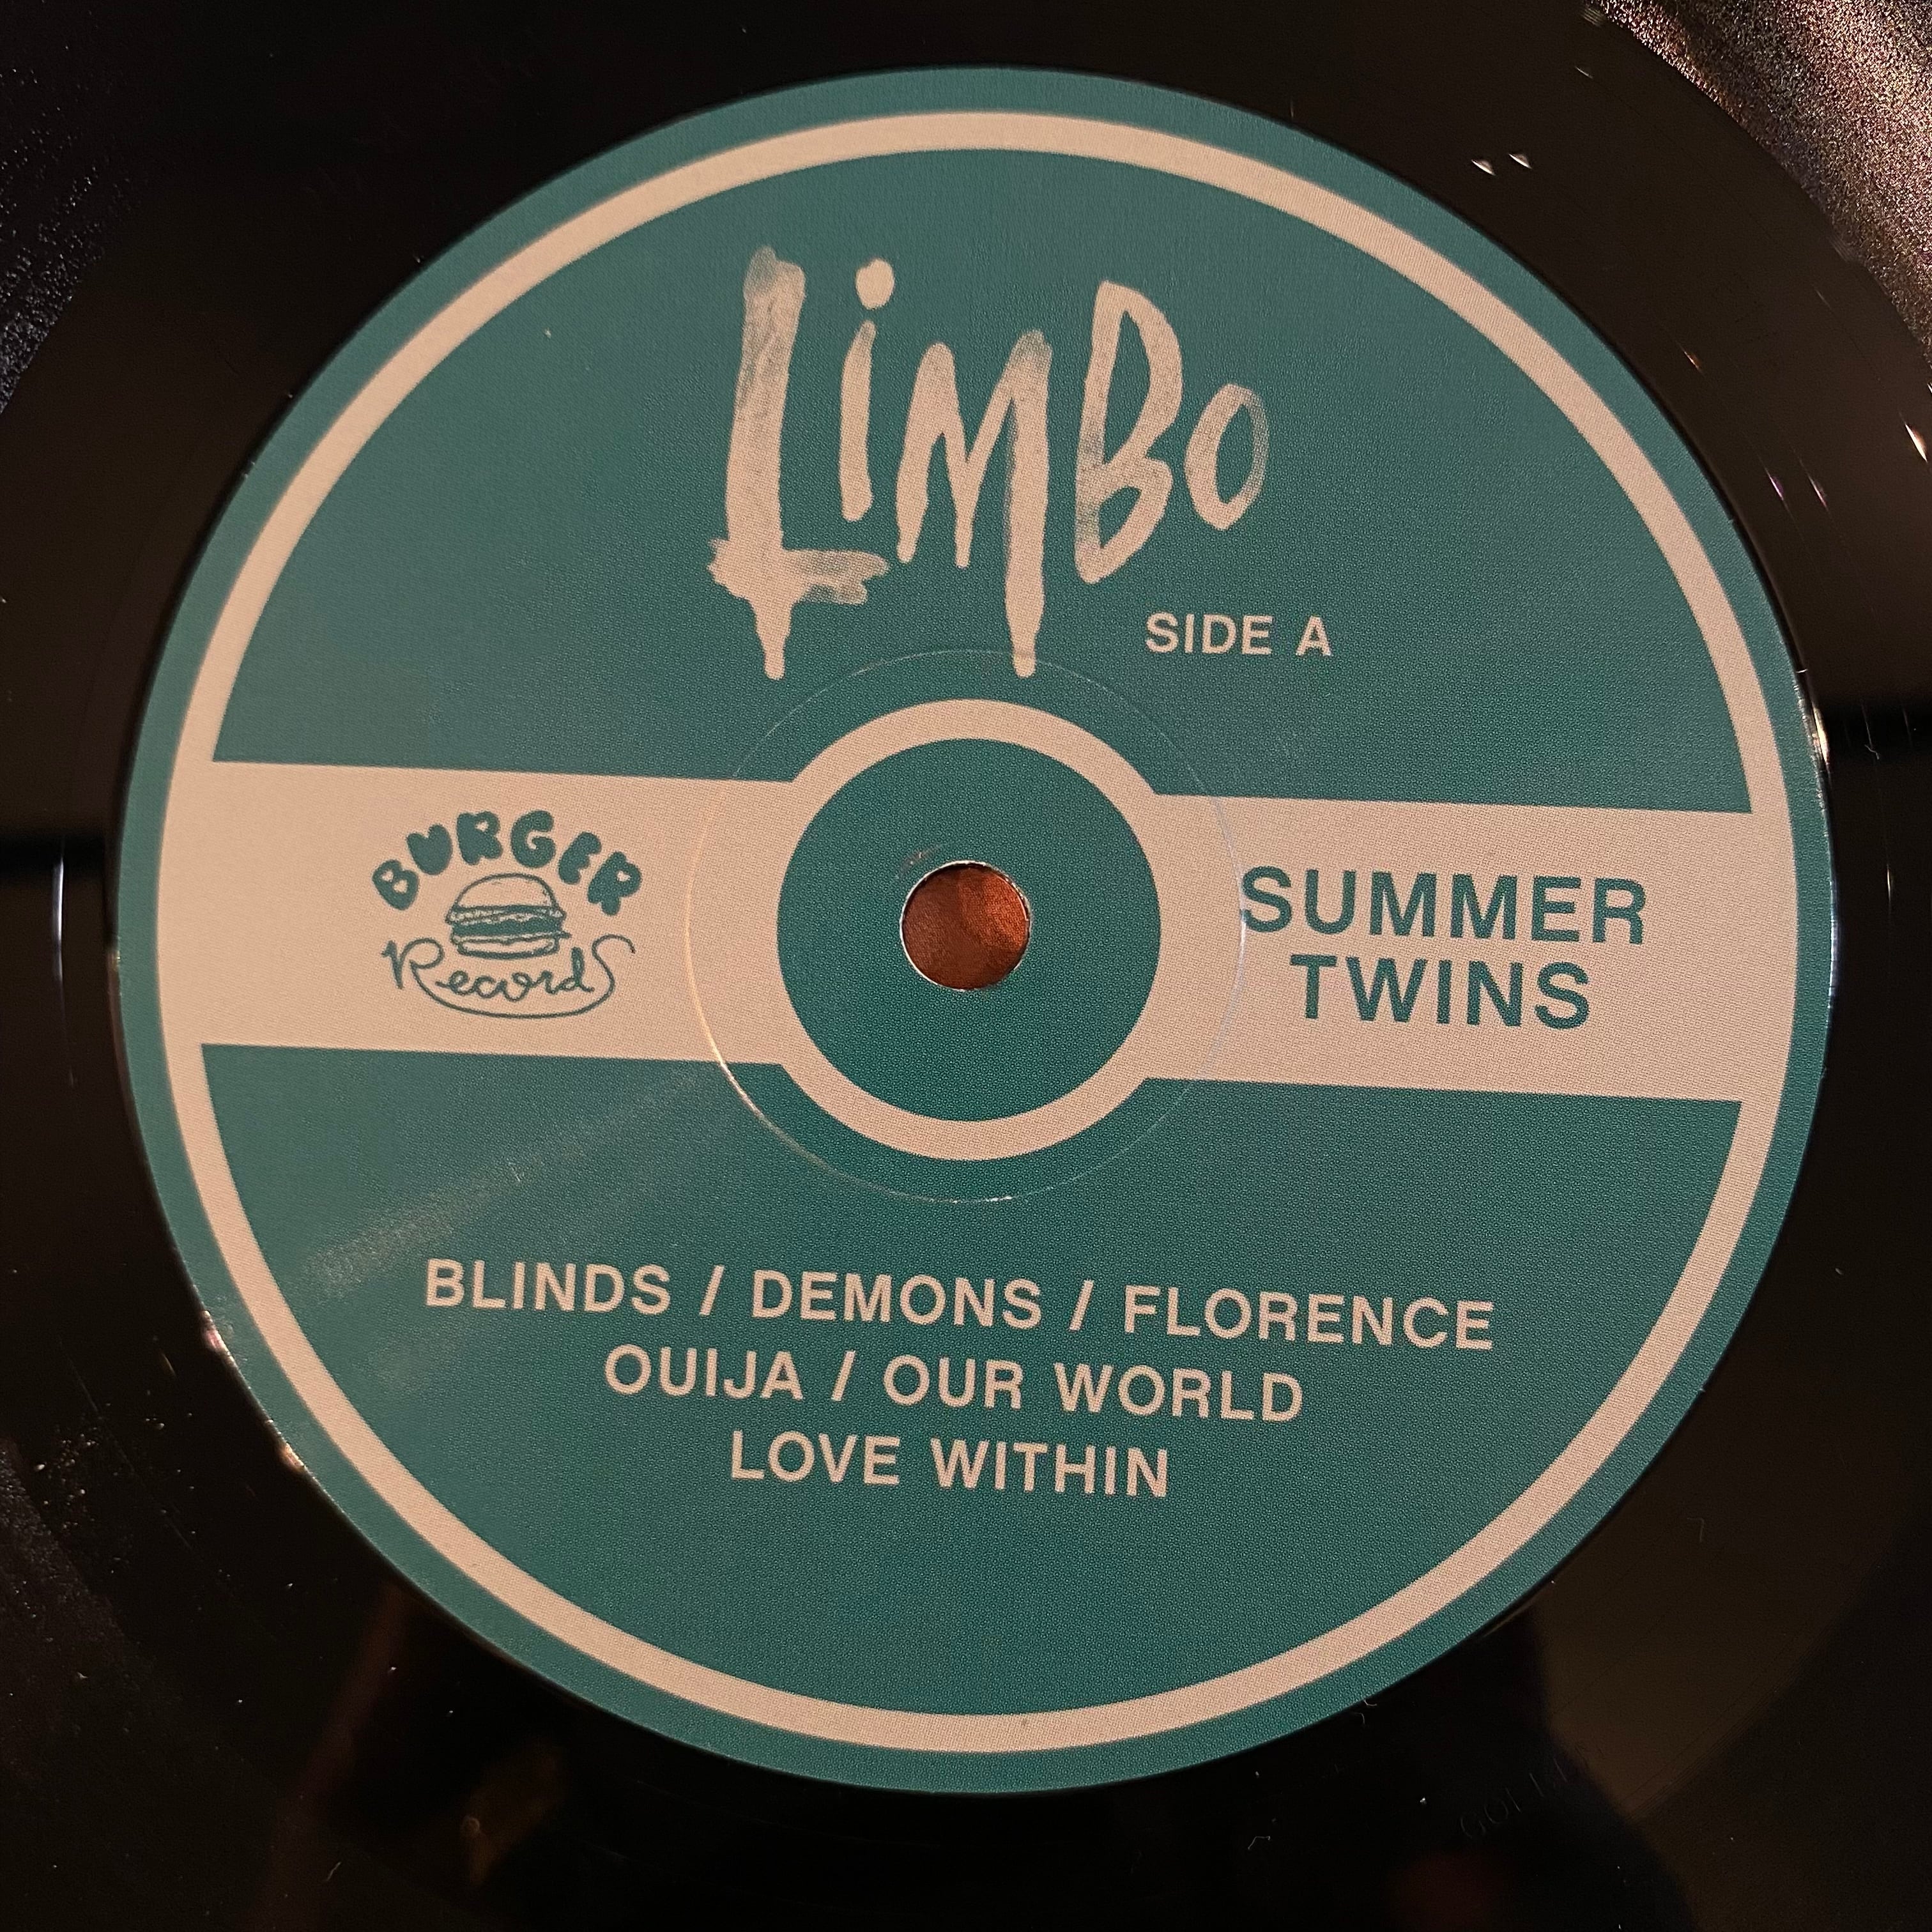 LimBo
SIDE A
BURGER
Records
SUMMER
TWINS
BLINDS / DEMONS / FLORENCE
OUIJA / OUR WORLD
LOVE WITHIN